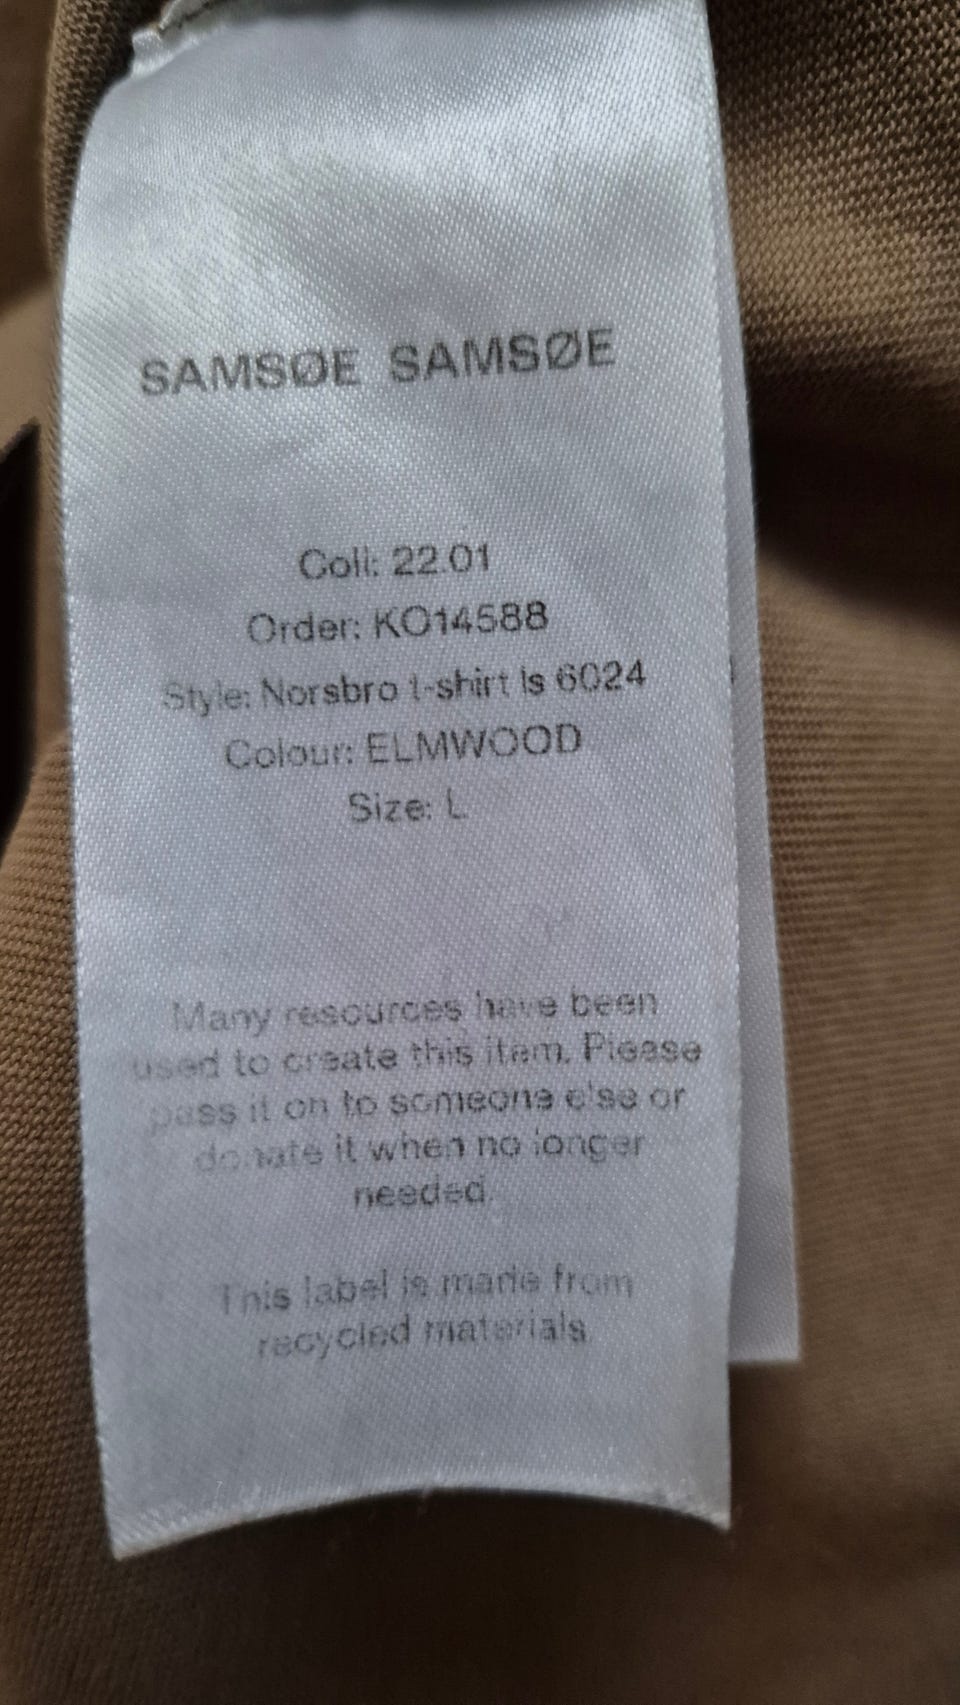 SAMSØE SAMSØE
Coll: 22.01
Order: KO14588
Style: Norsbro t-shirt ls 6024
Colour: ELMWOOD
Size: L
Many resources have been
used to create this item. Please
pass it on to someone else or
donate it when no longer
needed.
This label is made from
recycled materials